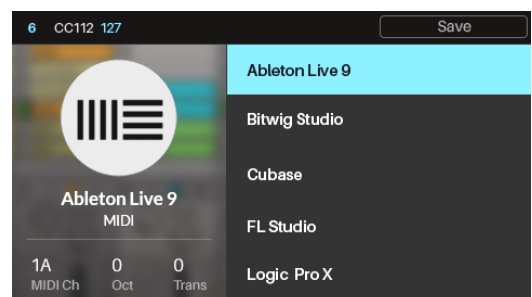 6 CC112 127 Save
Ableton Live 9
Bitwig Studio
Cubase
FL Studio
Logic Pro X
Ableton Live 9
MIDI
1A 0 0
MIDI Ch Oct Trans